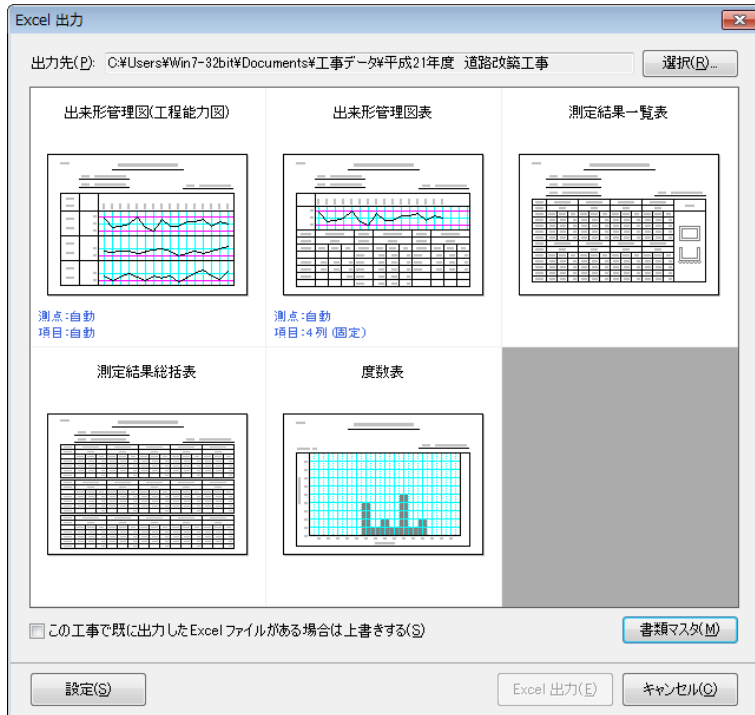 Excel 出力
出力先(P): C:¥Users¥Win7-32bit¥Documents¥工事データ¥平成21年度 道路改築工事 選択(R)...
出来形管理図(工程能力図) 出来形管理図表 測定結果一覧表
測点:自動 測点:自動
項目:自動 項目:4列(固定)
測定結果総括表 度数表
この工事で既に出力したExcelファイルがある場合は上書きする(S) 書類マスタ(M)
設定(S) Excel 出力(E) キャンセル(C)